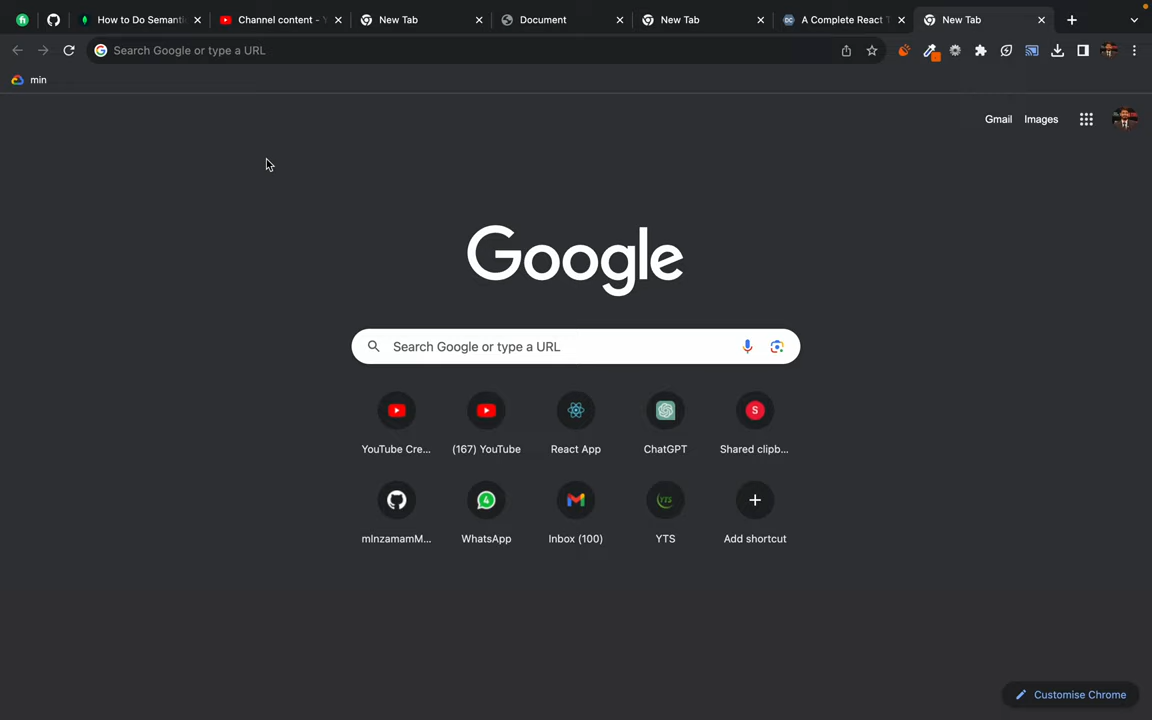 How to Do Semanti
Channel content - Y
New Tab
Document
New Tab
A Complete React T
New Tab
Search Google or type a URL
min
Gmail
Images
Google
Search Google or type a URL
YouTube Cre...
(167) YouTube
React App
ChatGPT
S
Shared clipb...
4
YTS
mInzamamM...
WhatsApp
Inbox (100)
YTS
Add shortcut
Customise Chrome